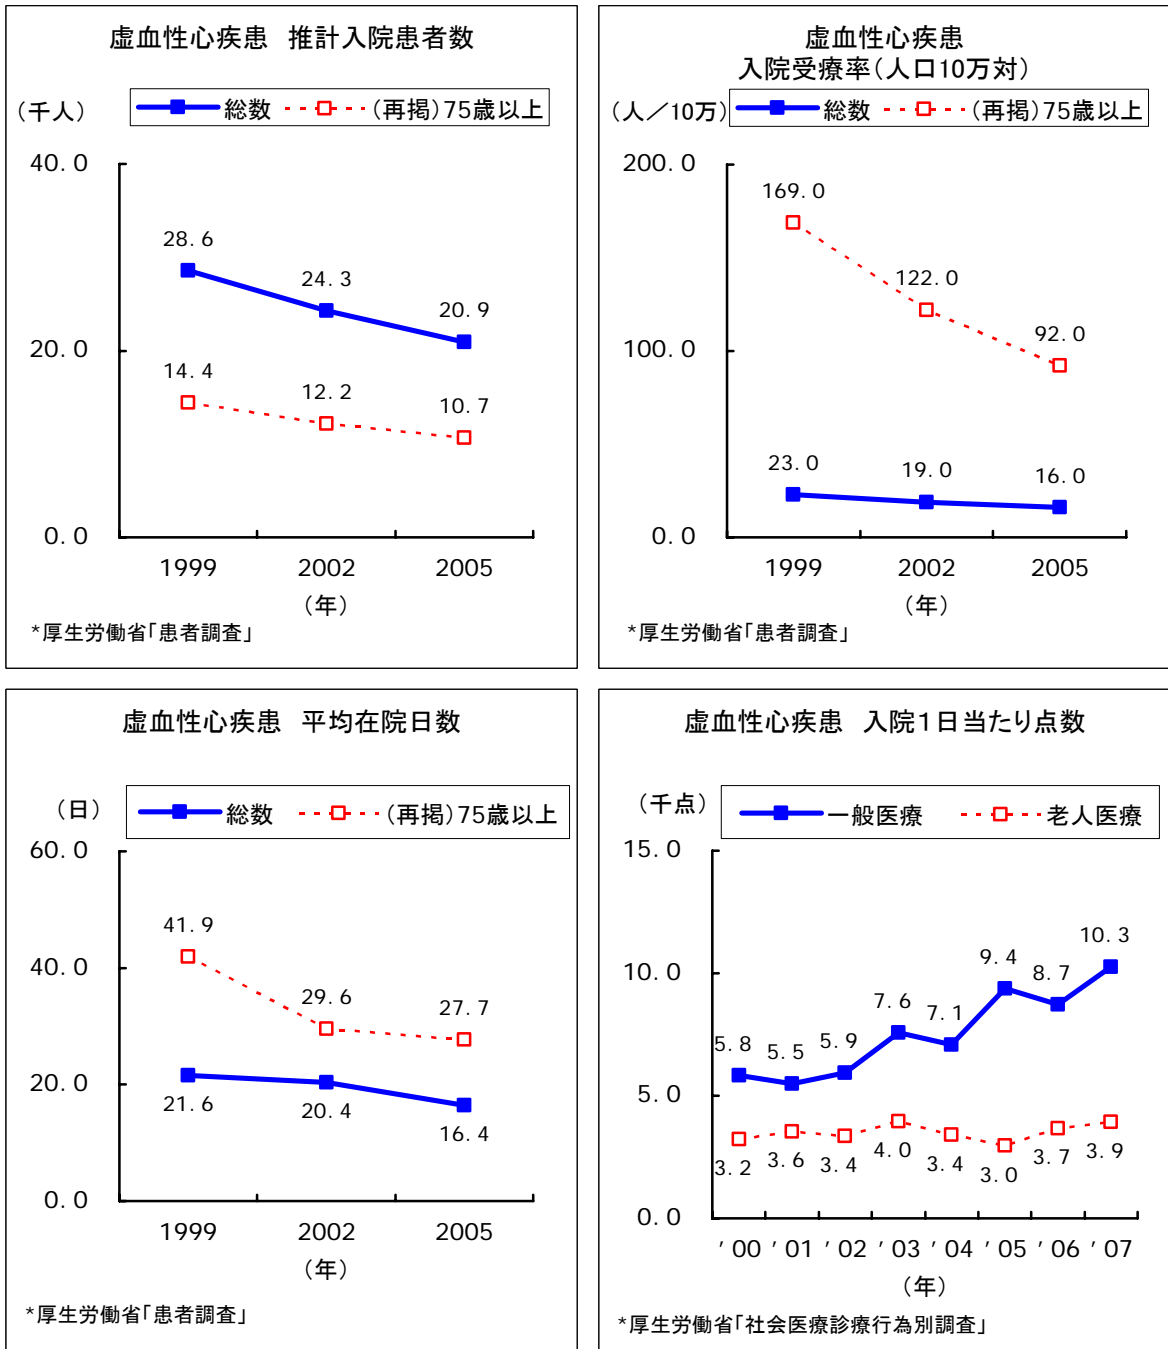 虚血性心疾患　推計入院患者数
（千人）
総数 (再掲)75歳以上
40.0
28.6
24.3
20.9
20.0
14.4
12.2
10.7
0.0
1999 2002 2005
（年）
*厚生労働省「患者調査」
虚血性心疾患
入院受療率(人口10万対)
（人／10万）
総数 (再掲)75歳以上
200.0
169.0
122.0
92.0
100.0
23.0
19.0
16.0
0.0
1999 2002 2005
（年）
*厚生労働省「患者調査」
虚血性心疾患　平均在院日数
（日）
総数 (再掲)75歳以上
60.0
41.9
40.0
29.6
27.7
20.0
21.6
20.4
16.4
0.0
1999 2002 2005
（年）
*厚生労働省「患者調査」
虚血性心疾患　入院１日当たり点数
（千点）
一般医療 老人医療
15.0
10.3
9.4
8.7
10.0
7.6
7.1
5.8 5.5 5.9
5.0
3.2 3.6 3.4 4.0 3.4 3.0 3.7 3.9
0.0
'00 '01 '02 '03 '04 '05 '06 '07
（年）
*厚生労働省「社会医療診療行為別調査」